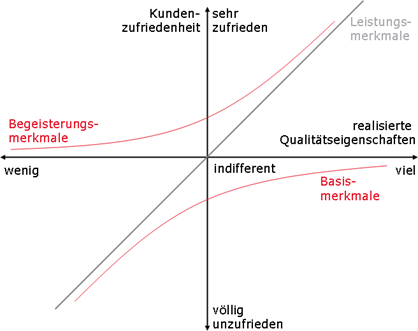 Kunden-
zufriedenheit
sehr
zufrieden
Leistungs-
merkmale
Begeisterungs-
merkmale
realisierte
Qualitätseigenschaften
wenig
indifferent
viel
Basis-
merkmale
völlig
unzufrieden